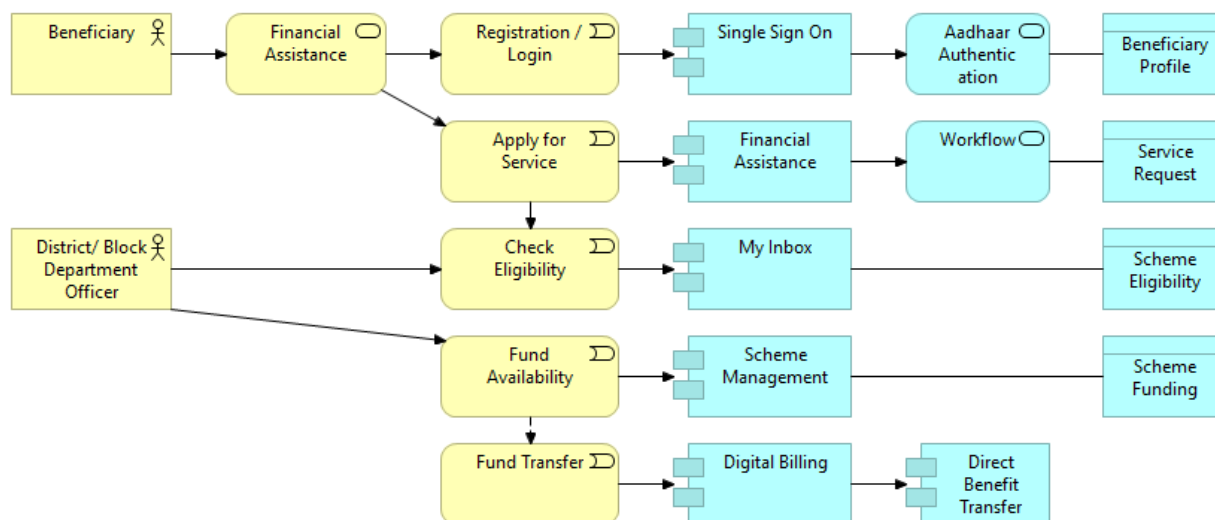 Beneficiary
Financial
Assistance
Registration /
Login
Single Sign On
Aadhaar
Authentic
ation
Beneficiary
Profile
Apply for
Service
Financial
Assistance
Workflow
Service
Request
District/ Block
Department
Officer
Check
Eligibility
My Inbox
Scheme
Eligibility
Fund
Availability
Scheme
Management
Scheme
Funding
Fund Transfer
Digital Billing
Direct
Benefit
Transfer